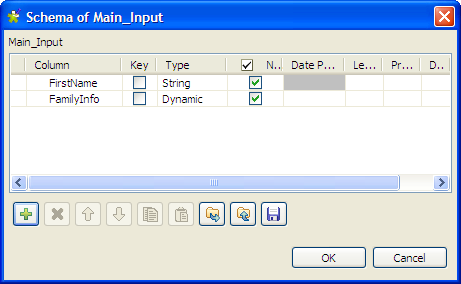 Schema of Main_Input
Main_Input
Column Key Type N.. Date P... Le... Pr... D..
FirstName String
FamilyInfo Dynamic
OK Cancel